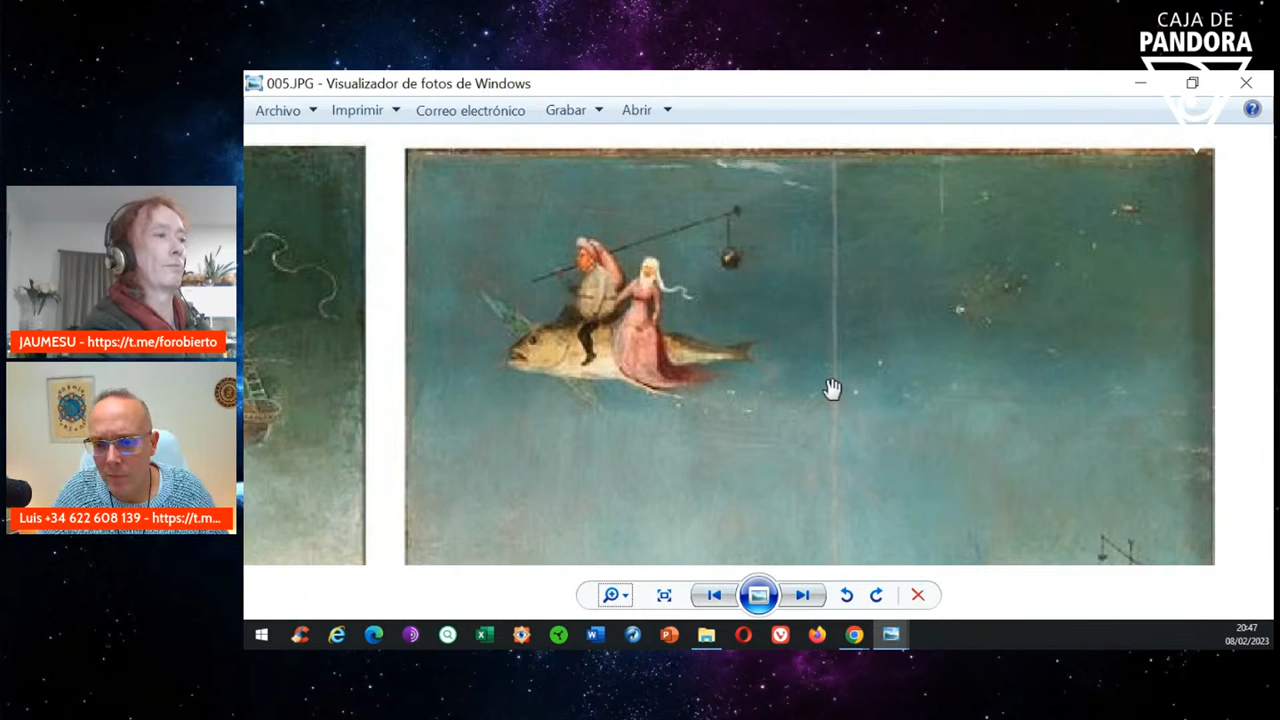 CAJA DE
PANDORA
005.JPG - Visualizador de fotos de Windows
Archivo Imprimir Correo electrónico Grabar Abrir
JAUMESU - https://t.me/forobierto
Luis +34 622 608 139 - https://t.m...
20:47
08/02/2023